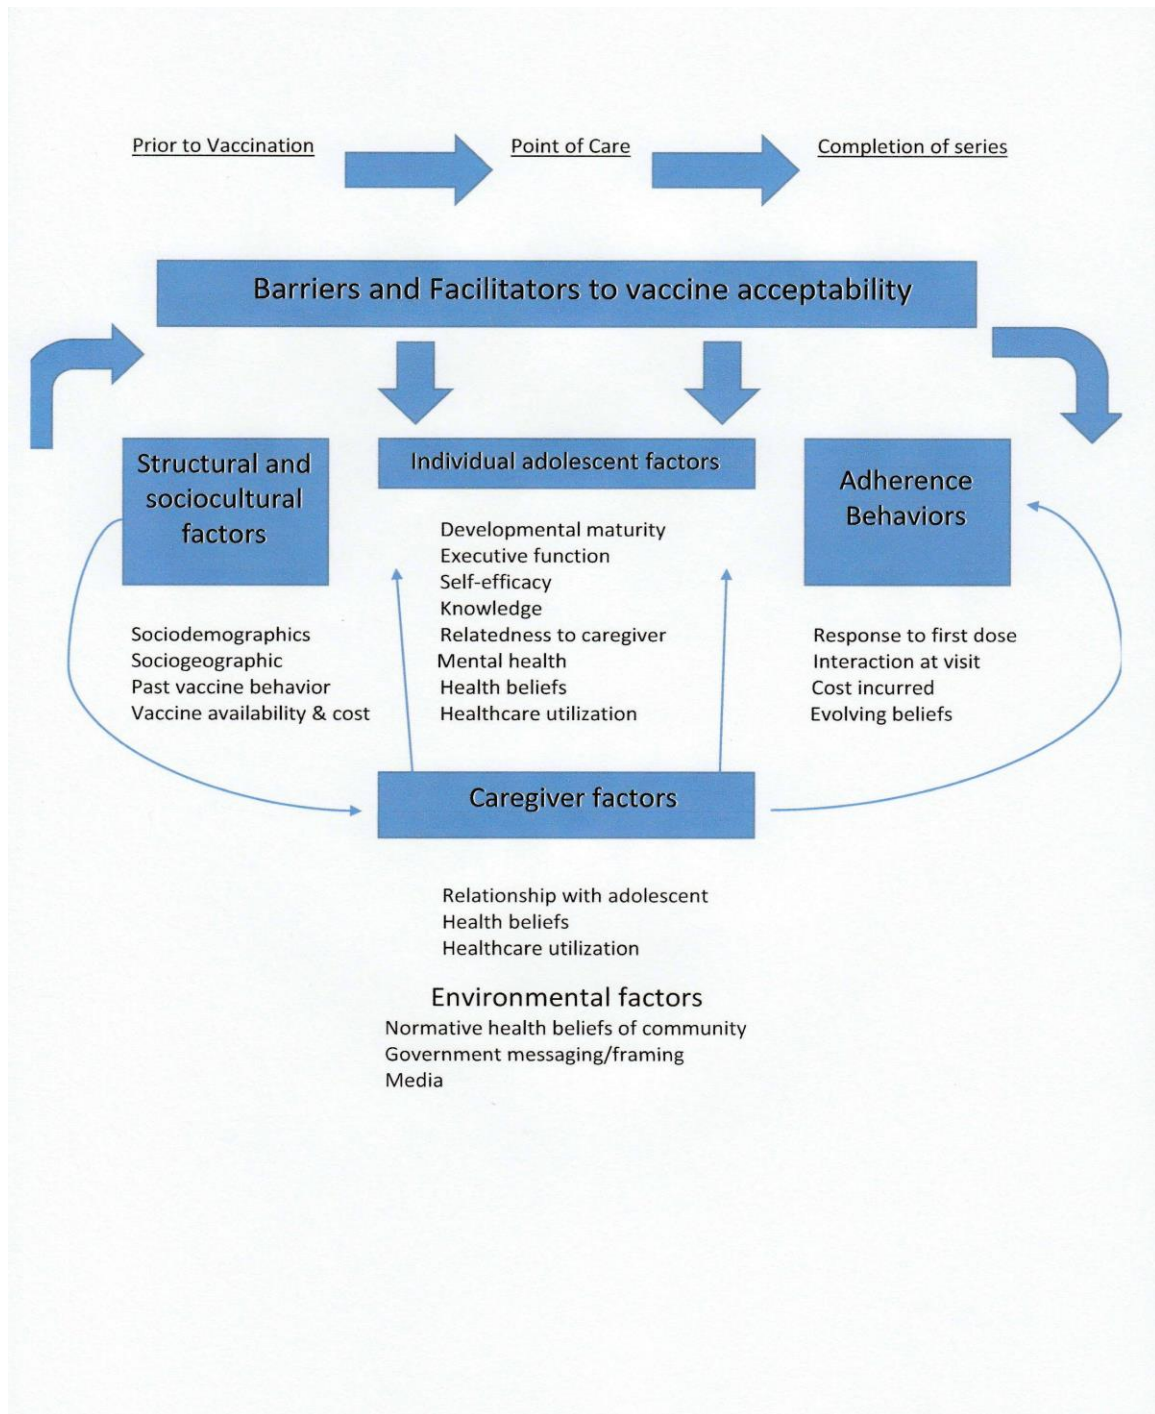 Prior to Vaccination
Point of Care
Completion of series
Barriers and Facilitators to vaccine acceptability
Structural and
sociocultural
factors
Sociodemographics
Sociogeographic
Past vaccine behavior
Vaccine availability & cost
Individual adolescent factors
Developmental maturity
Executive function
Self-efficacy
Knowledge
Relatedness to caregiver
Mental health
Health beliefs
Healthcare utilization
Adherence
Behaviors
Response to first dose
Interaction at visit
Cost incurred
Evolving beliefs
Caregiver factors
Relationship with adolescent
Health beliefs
Healthcare utilization
Environmental factors
Normative health beliefs of community
Government messaging/framing
Media